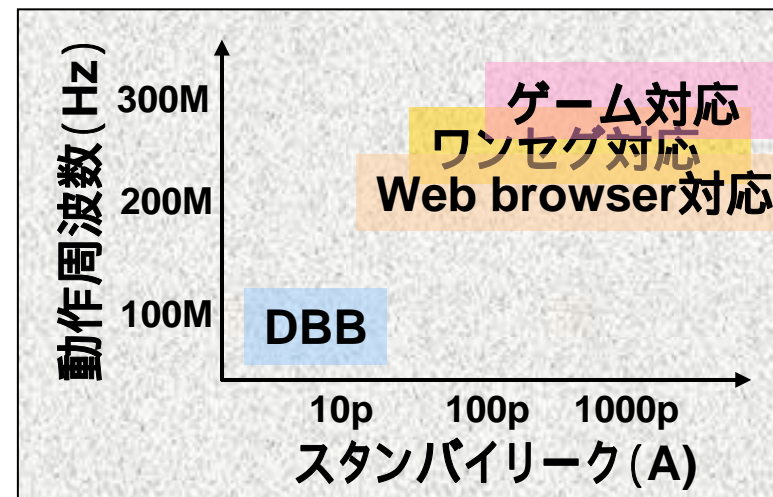 動作周波数(Hz)
300M
200M
100M
ゲーム対応
ワンセグ対応
Web browser対応
DBB
10p 100p 1000p
スタンバイリーク(A)